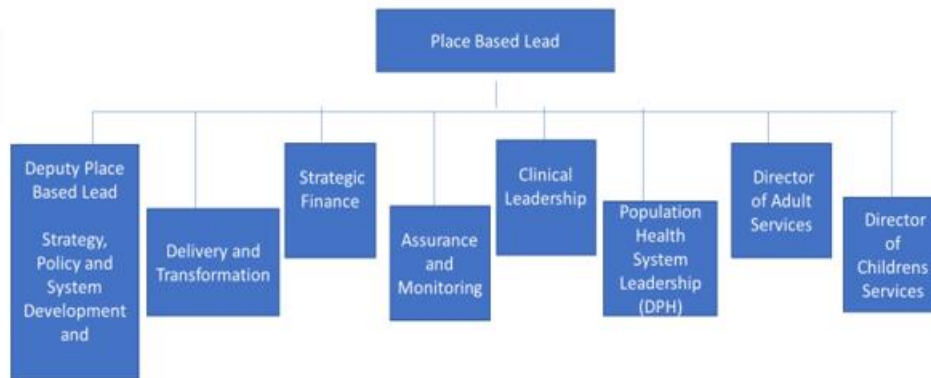 Place Based Lead
Deputy Place
Based Lead
Strategy,
Policy and
System
Development
and
Delivery and
Transformation
Strategic
Finance
Assurance
and
Monitoring
Clinical
Leadership
Population
Health
System
Leadership
(DPH)
Director
of Adult
Services
Director
of
Childrens
Services